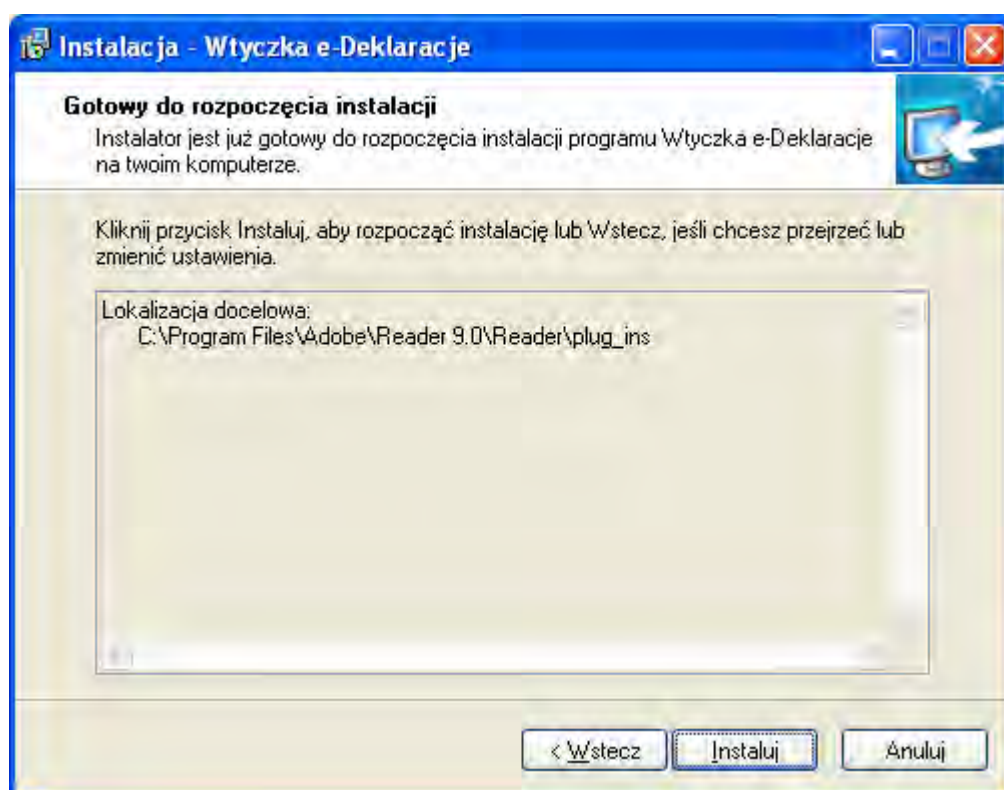 Instalacja - Wtyczka e-Deklaracje
Gotowy do rozpoczęcia instalacji
Instalator jest już gotowy do rozpoczęcia instalacji programu Wtyczka e-Deklaracje
na twoim komputerze.
Kliknij przycisk Instaluj, aby rozpocząć instalację lub Wstecz, jeśli chcesz przejrzeć lub
zmienić ustawienia.
Lokalizacja docelowa:
C:\Program Files\Adobe\Reader 9.0\Reader\plug_ins
< Wstecz Instaluj Anuluj